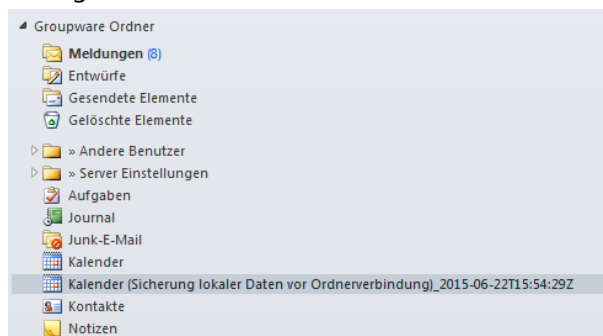 Groupware Ordner
Meldungen (8)
Entwürfe
Gesendete Elemente
Gelöschte Elemente
» Andere Benutzer
» Server Einstellungen
Aufgaben
Journal
Junk-E-Mail
Kalender
Kalender (Sicherung lokaler Daten vor Ordnerverbindung)_2015-06-22T15:54:29Z
Kontakte
Notizen